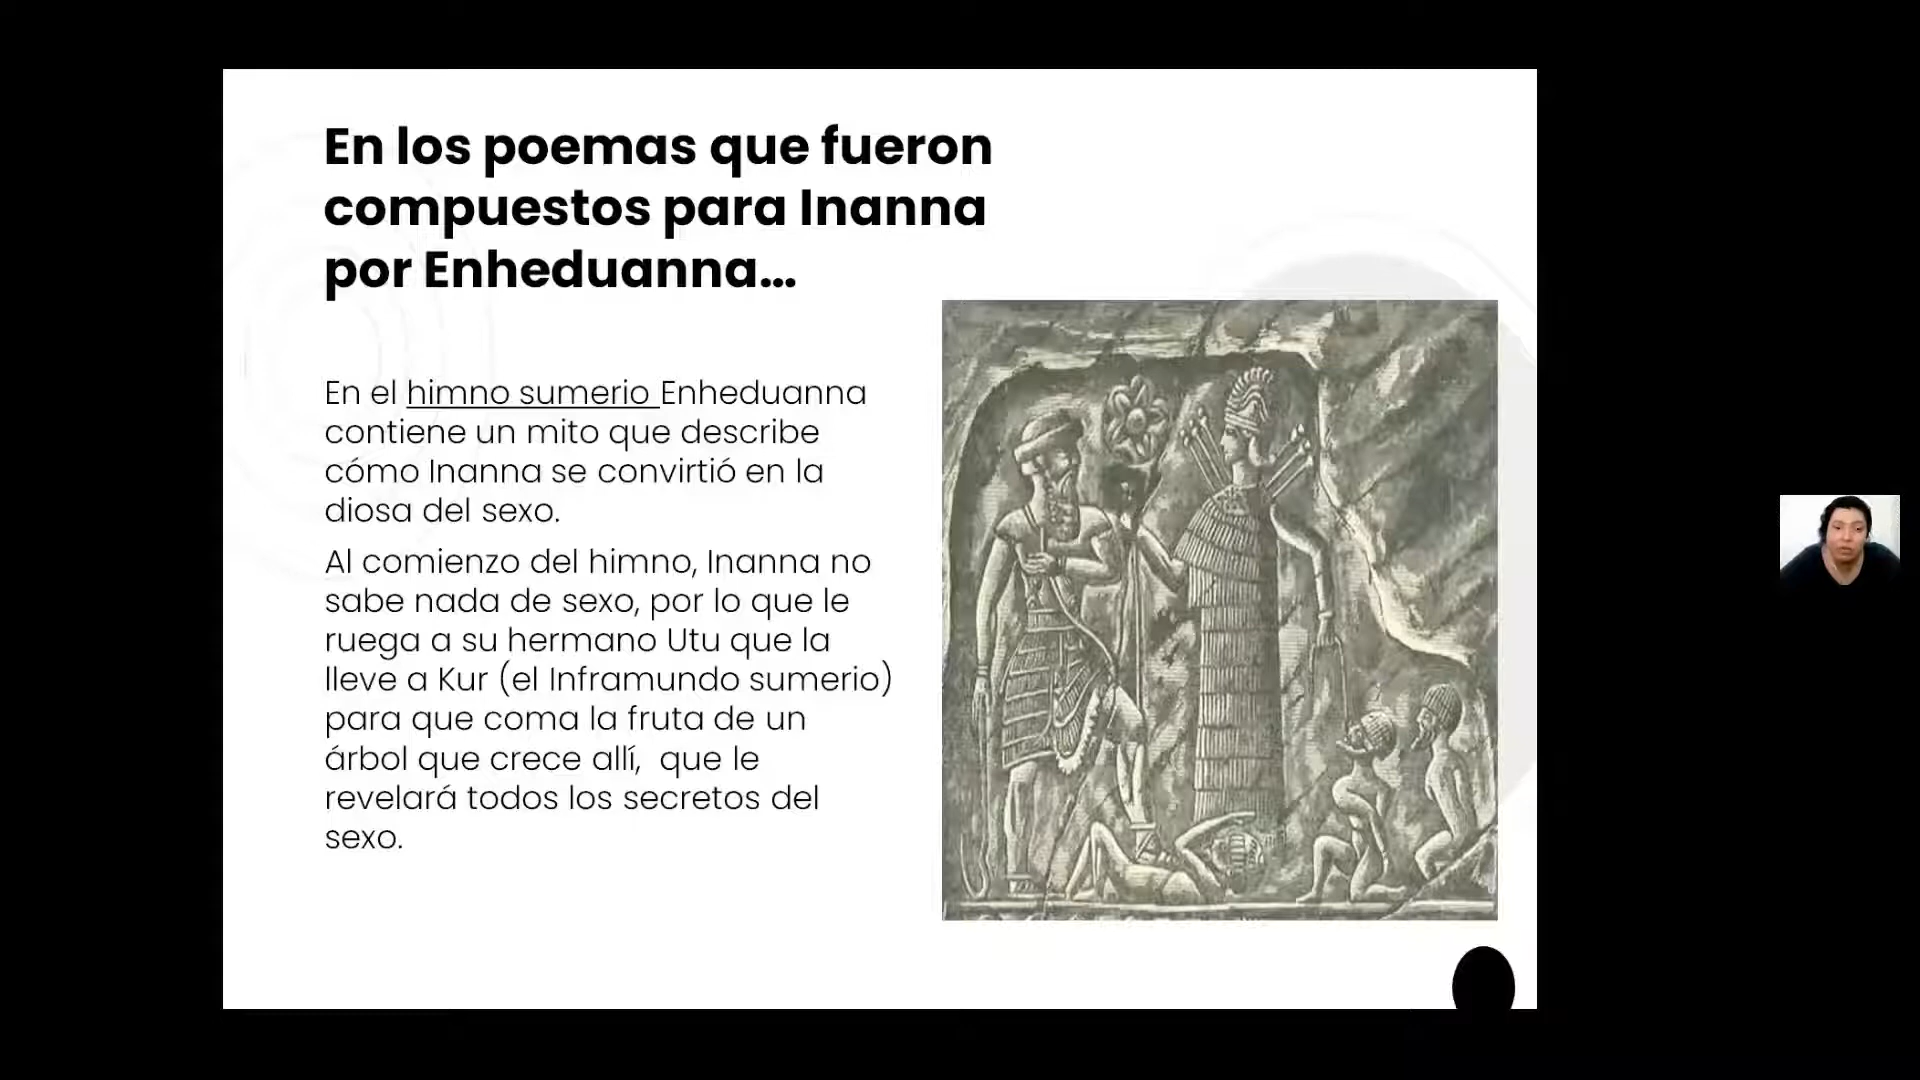 En los poemas que fueron
compuestos para Inanna
por Enheduanna...
En el himno sumerio Enheduanna
contiene un mito que describe
cómo Inanna se convirtió en la
diosa del sexo.
Al comienzo del himno, Inanna no
sabe nada de sexo, por lo que le
ruega a su hermano Utu que la
lleve a Kur (el Inframundo sumerio)
para que coma la fruta de un
árbol que crece allí,  que le
revelará todos los secretos del
sexo.